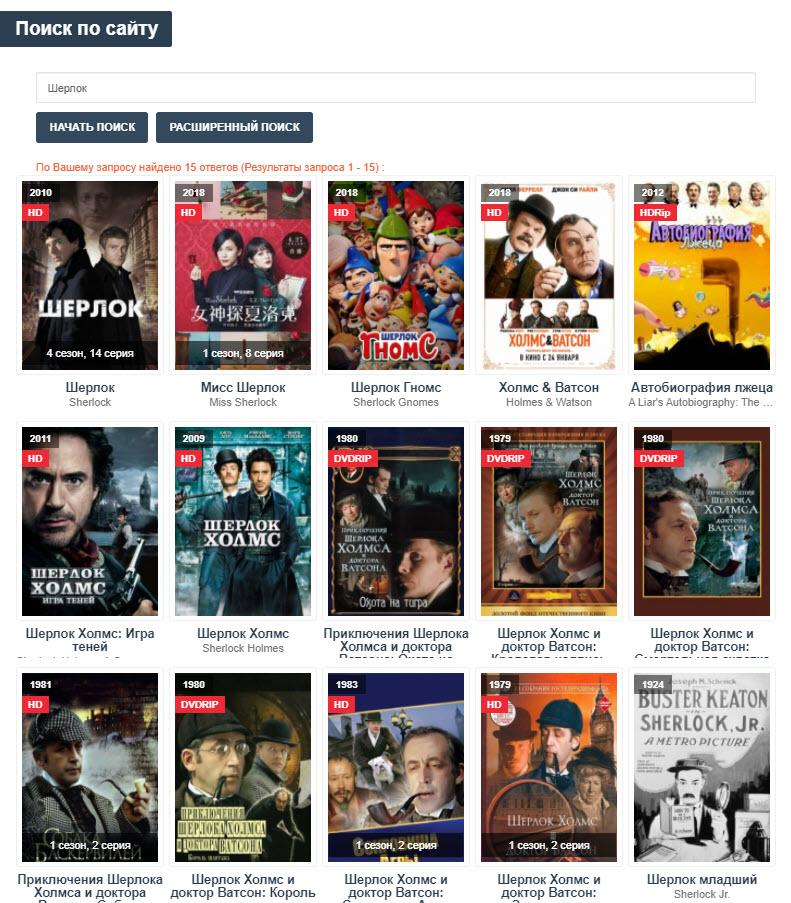 Поиск по сайту
Шерлок
НАЧАТЬ ПОИСК
РАСШИРЕННЫЙ ПОИСК
По Вашему запросу найдено 15 ответов (Результаты запроса 1 - 15) :
2010
HD
ШЕРЛОК
4 сезон, 14 серия
Шерлок
Sherlock
2018
HD
女神探夏洛克
1 сезон, 8 серия
Мисс Шерлок
Miss Sherlock
2018
HD
ШЕРЛОК
ГНОМС
Шерлок Гномс
Sherlock Gnomes
2018
HD
ДЖОН СИ РАЙЛИ
ХОЛМС&ВАТСОН
В КИНО С 24 ЯНВАРЯ
Холмс & Ватсон
Holmes & Watson
2012
HDRip
АВТОБИОГРАФИЯ
Лжеца
Автобиография лжеца
A Liar's Autobiography: The ...
2011
HD
ШЕРЛОК
ХОЛМС
ИГРА ТЕНЕЙ
Шерлок Холмс: Игра
теней
2009
HD
ШЕРЛОК
ХОЛМС
Шерлок Холмс
Sherlock Holmes
1980
DVDRIP
ПРИКЛЮЧЕНИЯ
ШЕРЛОКА
ХОЛМСА
И
ДОКТОРА
ВАТСОНА
Охота на тигра
Приключения Шерлока
Холмса и доктора
Ватсона: Охота на
1979
DVDRIP
ШЕРЛОК
ХОЛМС
И
ДОКТОР
ВАТСОН
ЗОЛОТОЙ ФОНД ОТЕЧЕСТВЕННОГО КИНО
Шерлок Холмс и
доктор Ватсон:
1980
DVDRIP
ПРИКЛЮЧЕНИЯ
ШЕРЛОКА
ХОЛМСА
И
ДОКТОРА
ВАТСОНА
Шерлок Холмс и
доктор Ватсон:
1981
HD
1 сезон, 2 серия
Приключения Шерлока
Холмса и доктора
1980
DVDRIP
ПРИКЛЮЧЕНИЯ
ШЕРЛОКА ХОЛМСА
И ДОКТОРА
ВАТСОНА
Шерлок Холмс и
доктор Ватсон: Король
1983
HD
1 сезон, 2 серия
Шерлок Холмс и
доктор Ватсон:
1979
HD
ШЕРЛОК ХОЛМС
1 сезон, 2 серия
Шерлок Холмс и
доктор Ватсон:
1924
Joseph M. Schenck
BUSTER KEATON
IN
SHERLOCK, JR.
A METRO PICTURE
Шерлок младший
Sherlock Jr.